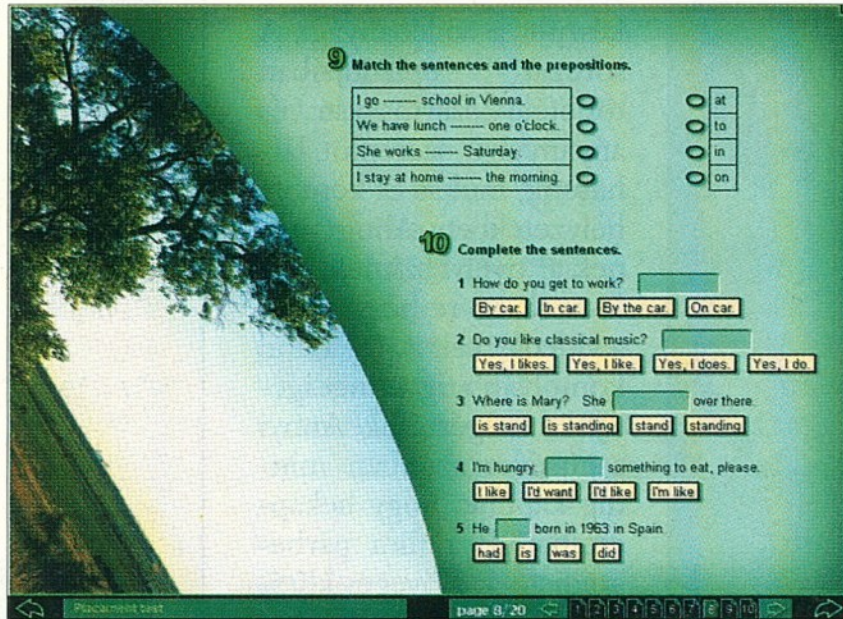 9 Match the sentences and the prepositions.
I go -------- school in Vienna. at
We have lunch -------- one o'clock. to
She works -------- Saturday. in
I stay at home -------- the morning. on
10 Complete the sentences.
1 How do you get to work?
By car. In car. By the car. On car.
2 Do you like classical music?
Yes, I likes. Yes, I like. Yes, I does. Yes, I do.
3 Where is Mary? She over there.
is stand is standing stand standing
4 I'm hungry. something to eat, please.
I like I'd want I'd like I'm like
5 He born in 1963 in Spain.
had is was did
Placement test page 8/20 1 2 3 4 5 6 7 8 9 10